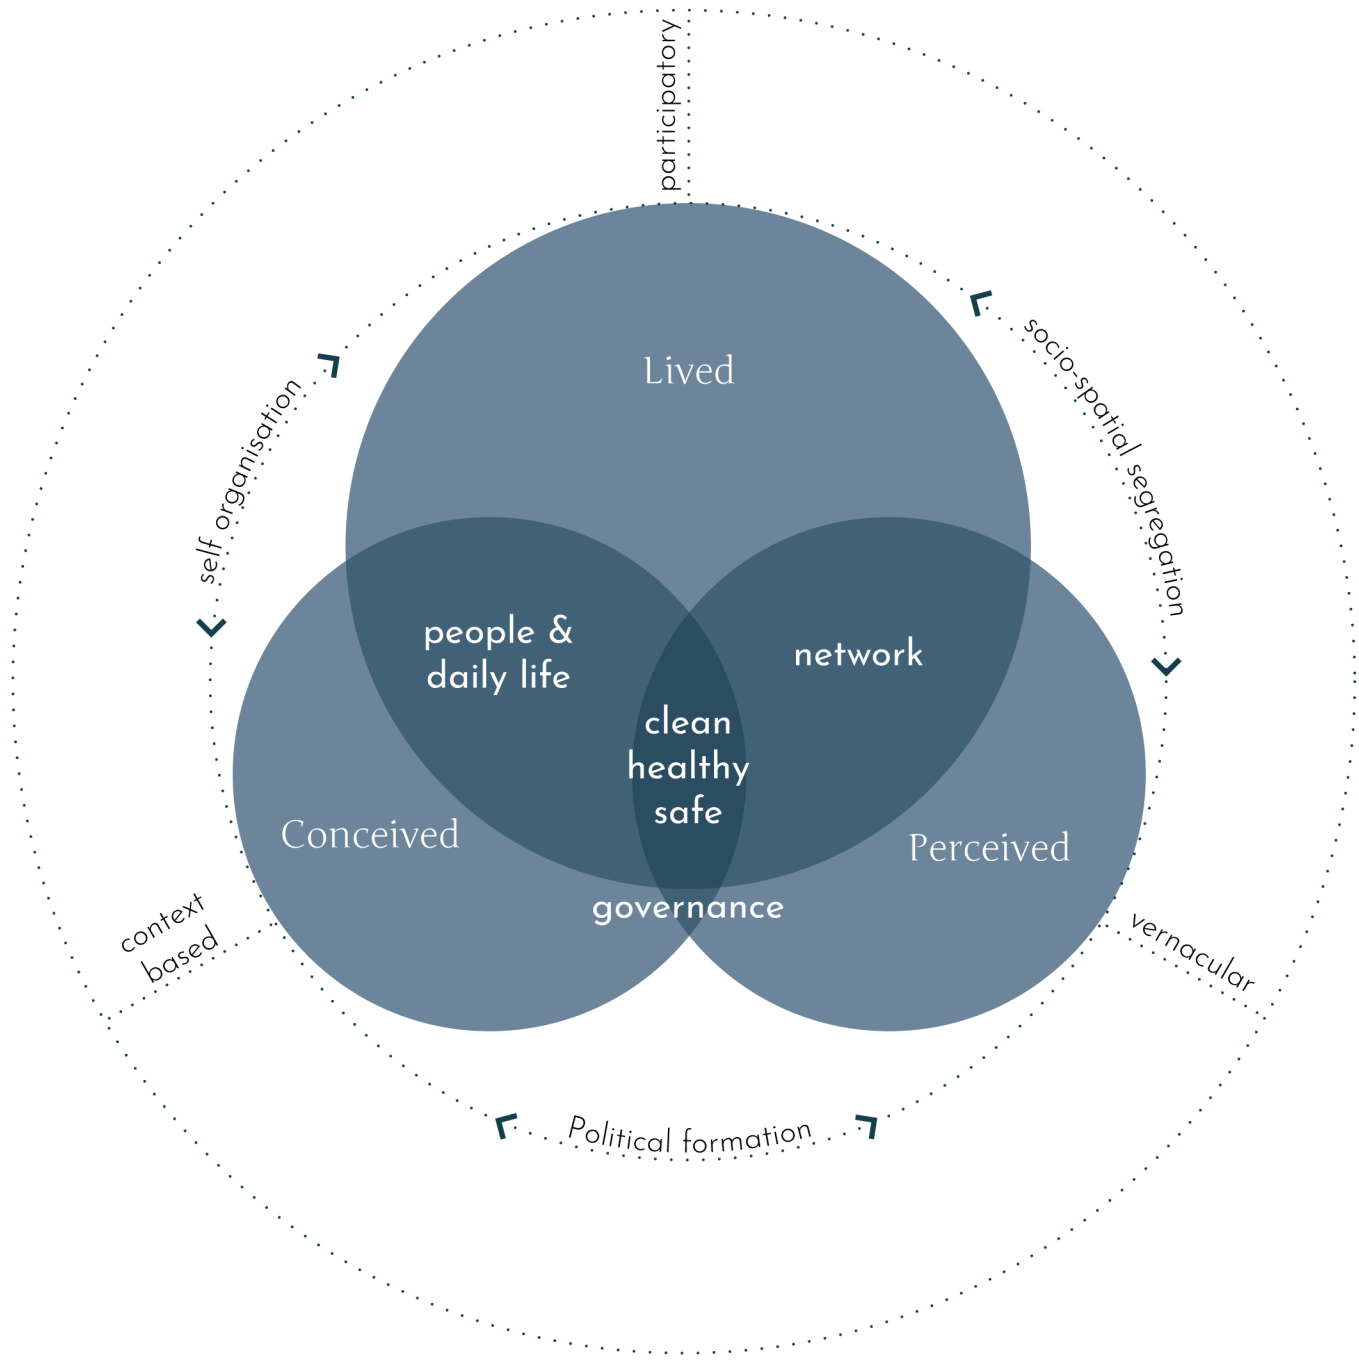 participatory
socio-spatial segregation
self organisation
Lived
people &
daily life
network
clean
healthy
safe
Conceived
Perceived
governance
context
based
vernacular
Political formation